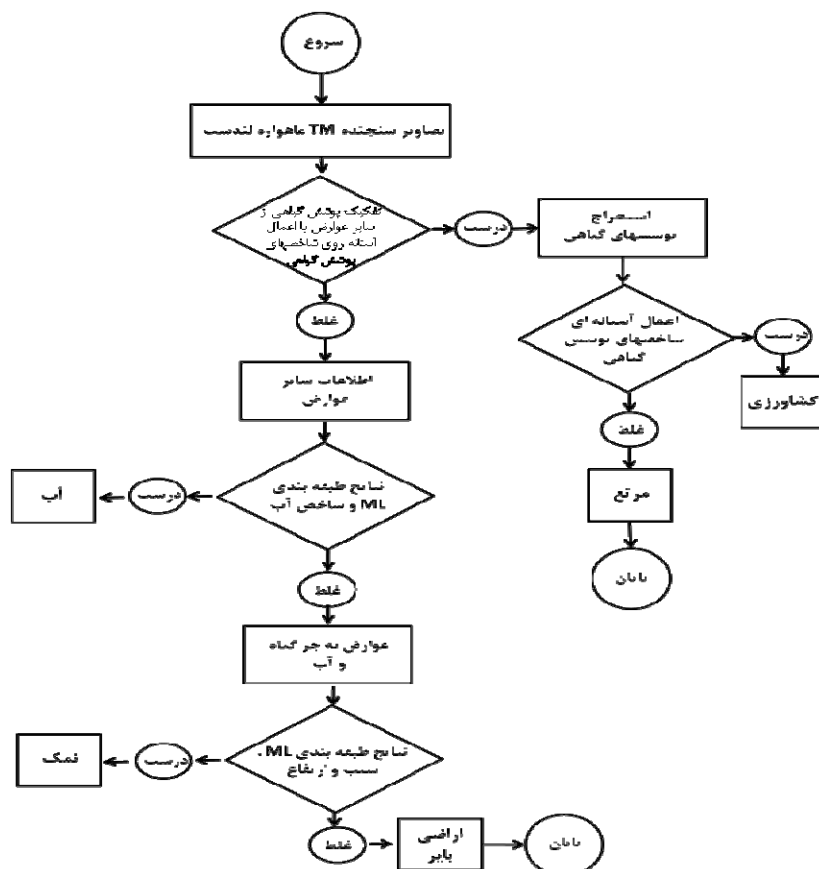 شروع
تصاویر سنجنده TM ماهواره لندست
تفکیک پوشش گیاهی از
سایر عوارض با اعمال
آستانه روی شاخصهای
پوشش گیاهی
درست
استخراج
پوششهای گیاهی
غلط
اعمال آستانه ای
شاخصهای پوشش
گیاهی
درست
کشاورزی
اطلاعات سایر
عوارض
غلط
مرتع
پایان
نتایج طبقه بندی
ML و شاخص آب
درست
آب
غلط
عوارض به جز گیاه
و آب
نتایج طبقه بندی ML،
شیب و ارتفاع
درست
نمک
غلط
اراضی
بایر
پایان